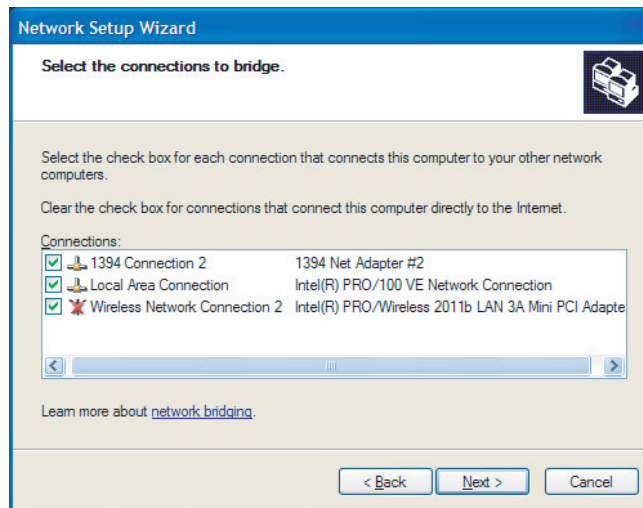 Network Setup Wizard
Select the connections to bridge.
Select the check box for each connection that connects this computer to your other network
computers.
Clear the check box for connections that connect this computer directly to the Internet.
Connections:
1394 Connection 2 1394 Net Adapter #2
Local Area Connection Intel(R) PRO/100 VE Network Connection
Wireless Network Connection 2 Intel(R) PRO/Wireless 2011b LAN 3A Mini PCI Adapte
Learn more about network bridging.
< Back Next > Cancel